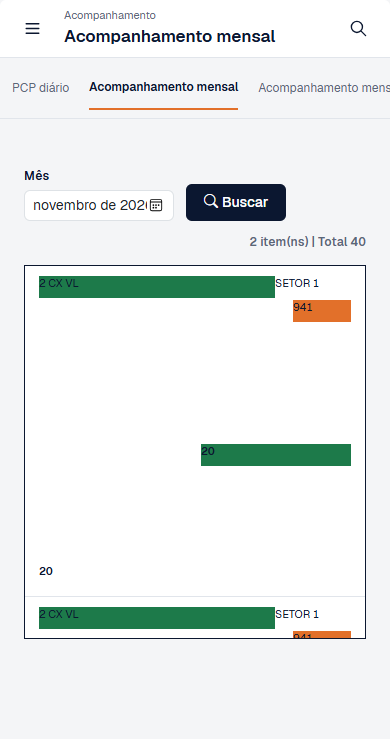 Acompanhamento
Acompanhamento mensal
PCP diário Acompanhamento mensal Acompanhamento mens
Mês
novembro de 202
Buscar
2 item(ns) | Total 40
2 CX VL SETOR 1
941
20
20
2 CX VL SETOR 1
941